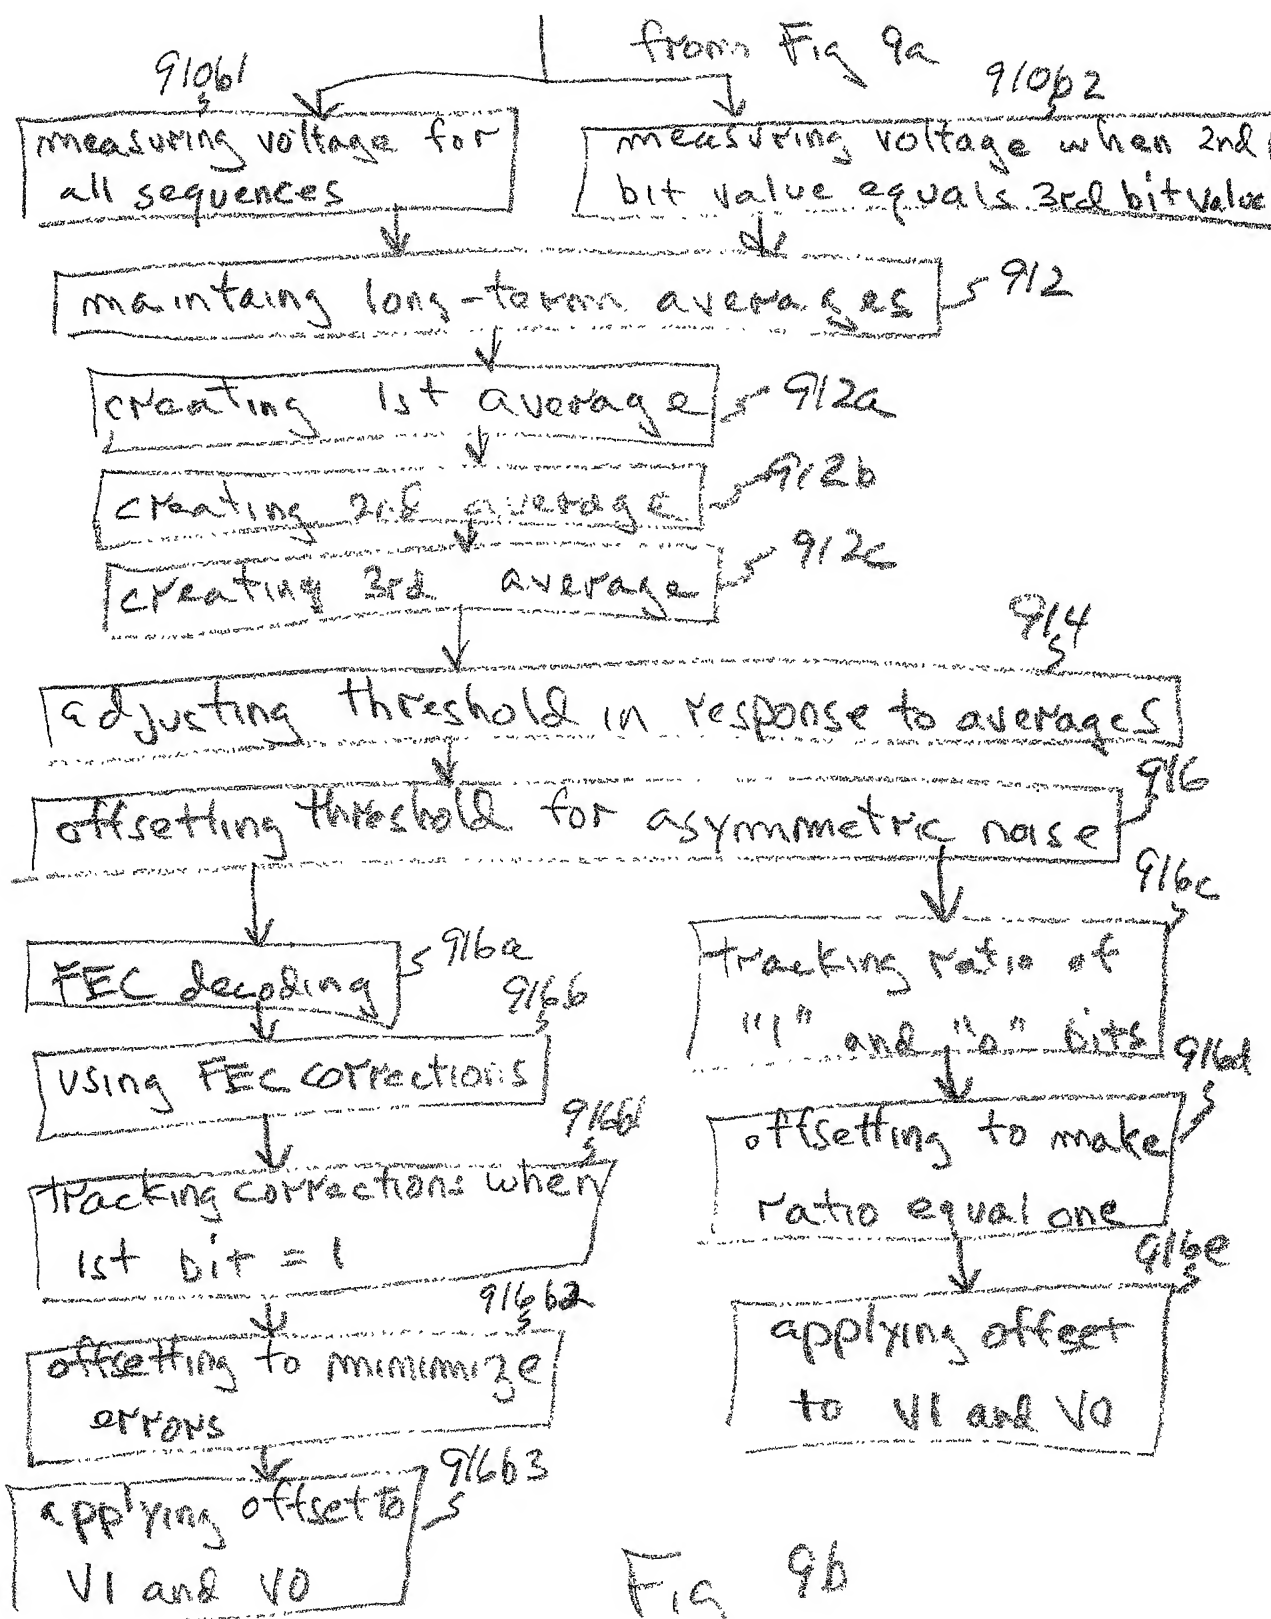 from Fig 9a
910b1
910b2
measuring voltage for
all sequences
measuring voltage when 2nd
bit value equals 3rd bit value
maintaing long-term averages
912
creating 1st average
912a
creating 2nd average
912b
creating 3rd average
912c
914
adjusting threshold in response to averages
916
offsetting threshold for asymmetric noise
916c
FEC decoding
916a
tracking ratio of
"1" and "0" bits
916b
using FEC corrections
916d
offsetting to make
ratio equal one
916b1
tracking corrections when
1st bit = 1
916e
applying offset
to V1 and V0
916b2
offsetting to minimize
errors
916b3
applying offset to
V1 and V0
Fig 9b